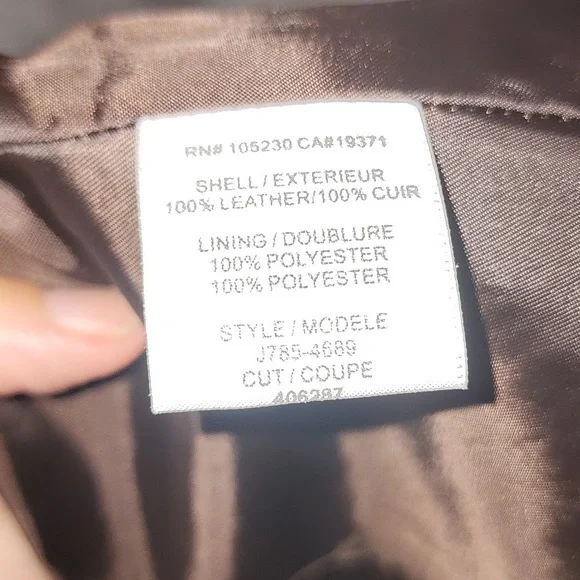 RN# 105230 CA#19371
SHELL / EXTERIEUR
100% LEATHER/100% CUIR
LINING / DOUBLURE
100% POLYESTER
100% POLYESTER
STYLE / MODELE
J785-4689
CUT / COUPE
406287